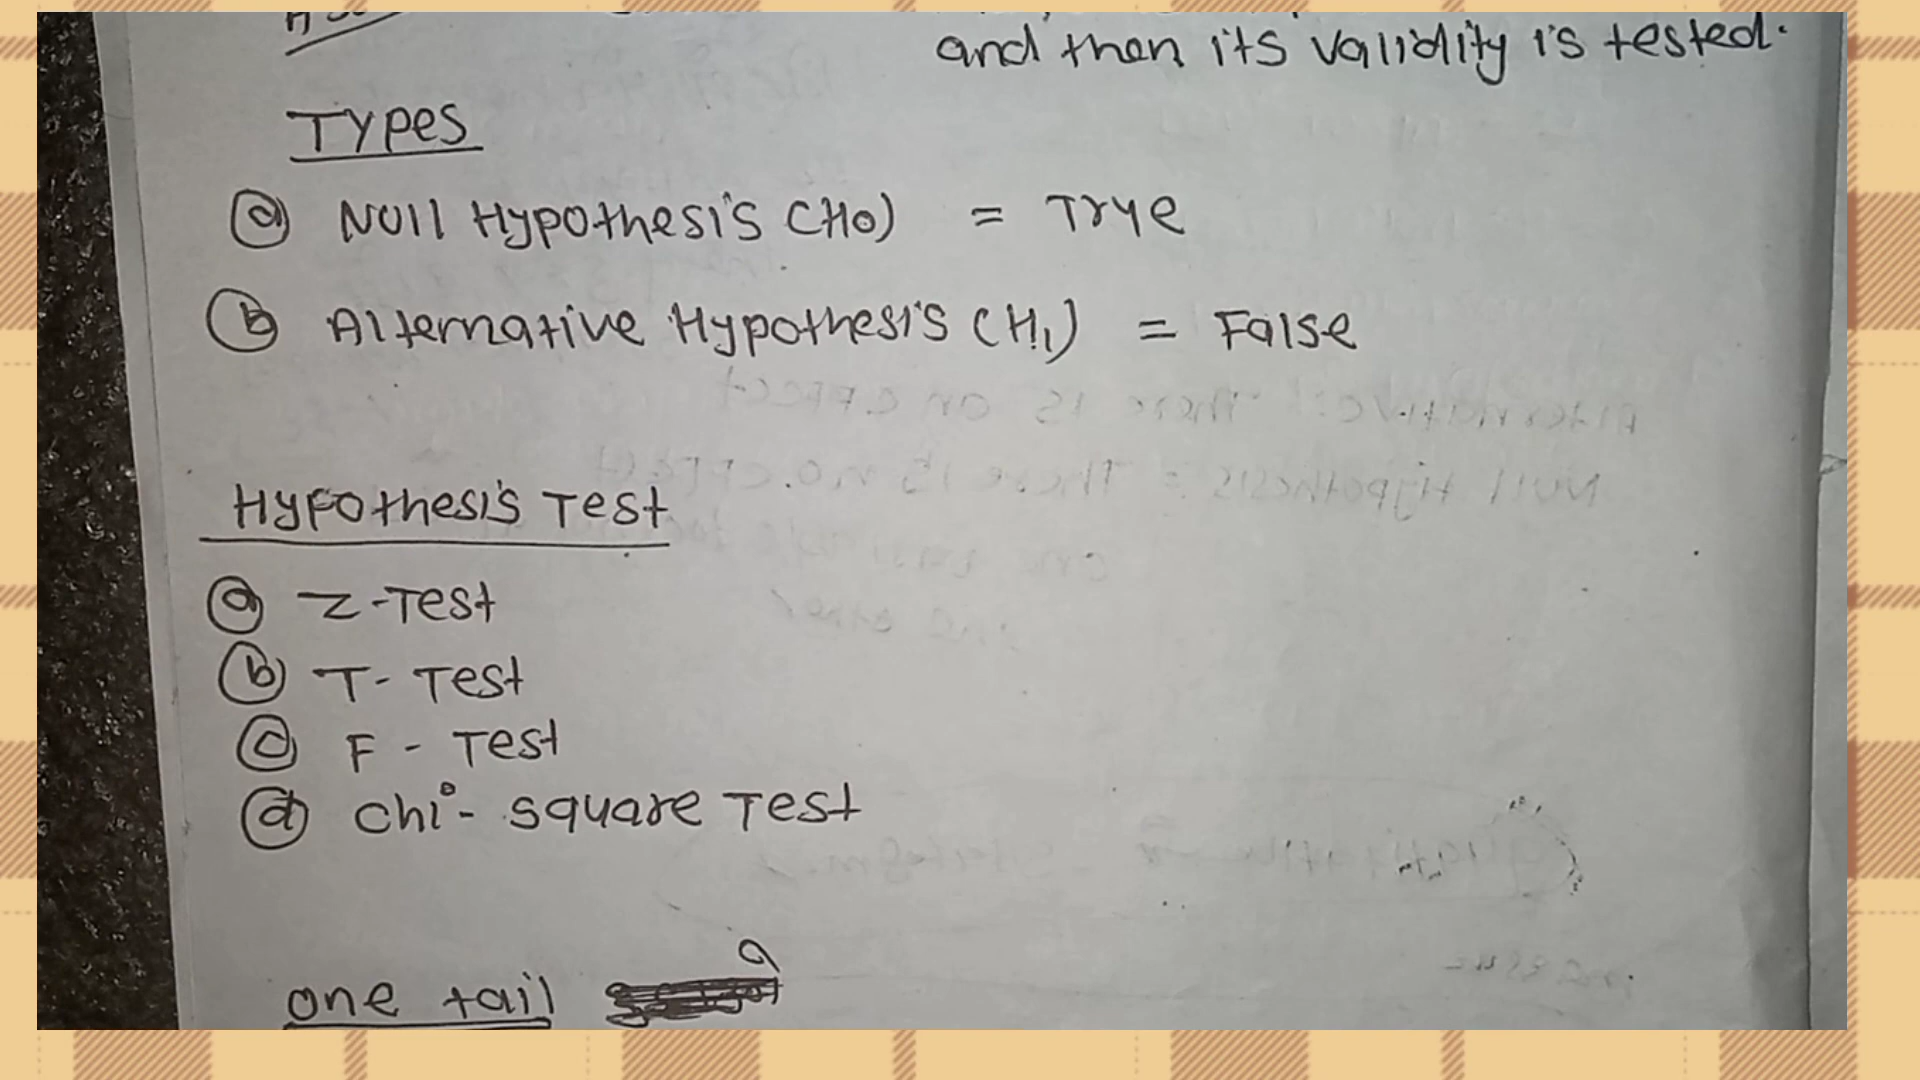 and then its validity is tested.
Types
(a) Null Hypothesis (H0) = Trye
(b) Alternative Hypothesis (H1) = False
Hypothesis Test
(a) Z-Test
(b) T- Test
(c) F - Test
(d) chi - square Test
one tail